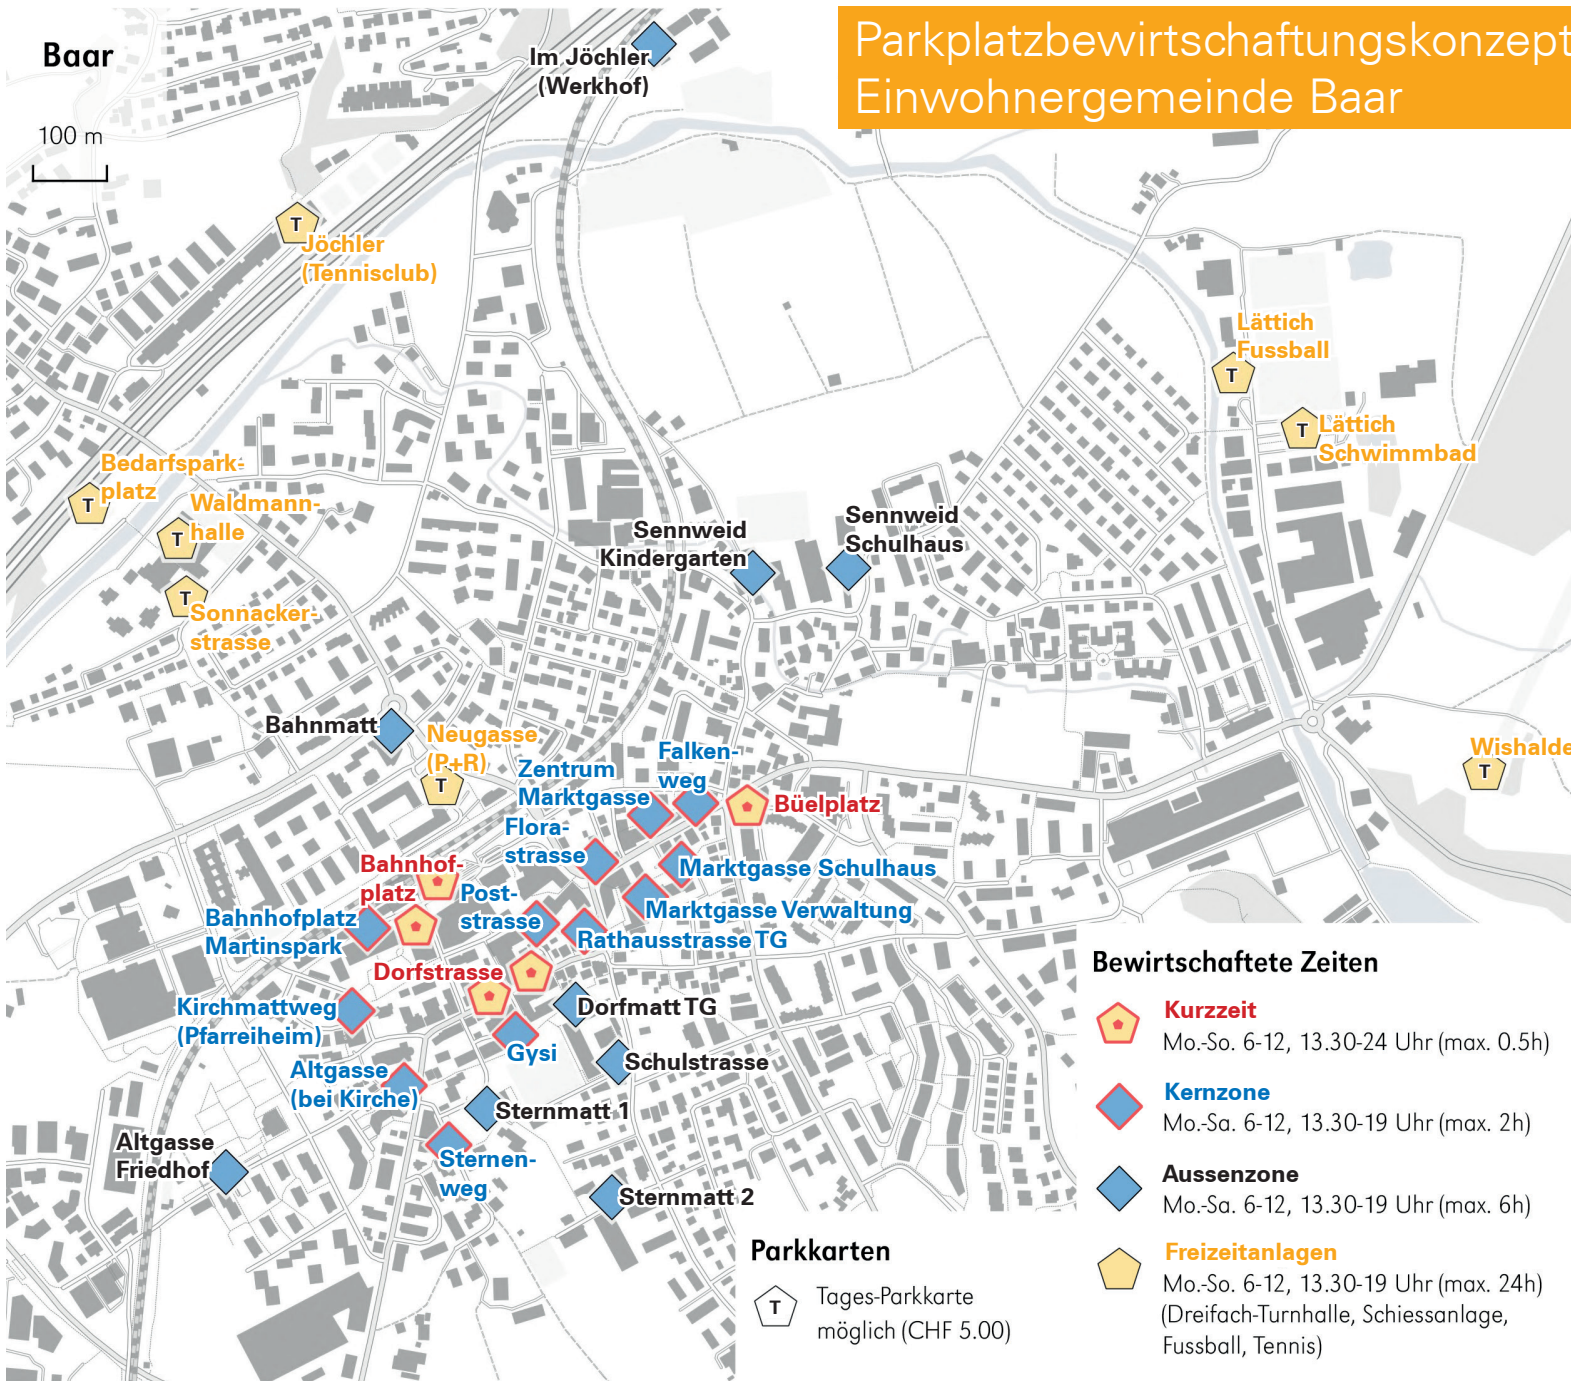 Baar
100 m
Parkplatzbewirtschaftungskonzept
Einwohnergemeinde Baar
Im Jöchler
(Werkhof)
T
Jöchler
(Tennisclub)
Lättich
Fussball
T
T
Lättich
Schwimmbad
Bedarfspark-
platz
T
Waldmann-
halle
T
T
Sonnacker-
strasse
Sennweid
Kindergarten
Sennweid
Schulhaus
Bahnmatt
Neugasse
(P+R)
T
Wishalde
T
Falken-
weg
Zentrum
Marktgasse
Büelplatz
Flora-
strasse
Marktgasse Schulhaus
Bahnhof-
platz
Post-
strasse
Marktgasse Verwaltung
Bahnhofplatz
Martinspark
Rathausstrasse TG
Dorfstrasse
Dorfmatt TG
Kirchmattweg
(Pfarreiheim)
Gysi
Schulstrasse
Altgasse
(bei Kirche)
Sternmatt 1
Altgasse
Friedhof
Sternen-
weg
Sternmatt 2
Parkkarten
T
Tages-Parkkarte
möglich (CHF 5.00)
Bewirtschaftete Zeiten
Kurzzeit
Mo.-So. 6-12, 13.30-24 Uhr (max. 0.5h)
Kernzone
Mo.-Sa. 6-12, 13.30-19 Uhr (max. 2h)
Aussenzone
Mo.-Sa. 6-12, 13.30-19 Uhr (max. 6h)
Freizeitanlagen
Mo.-So. 6-12, 13.30-19 Uhr (max. 24h)
(Dreifach-Turnhalle, Schiessanlage,
Fussball, Tennis)